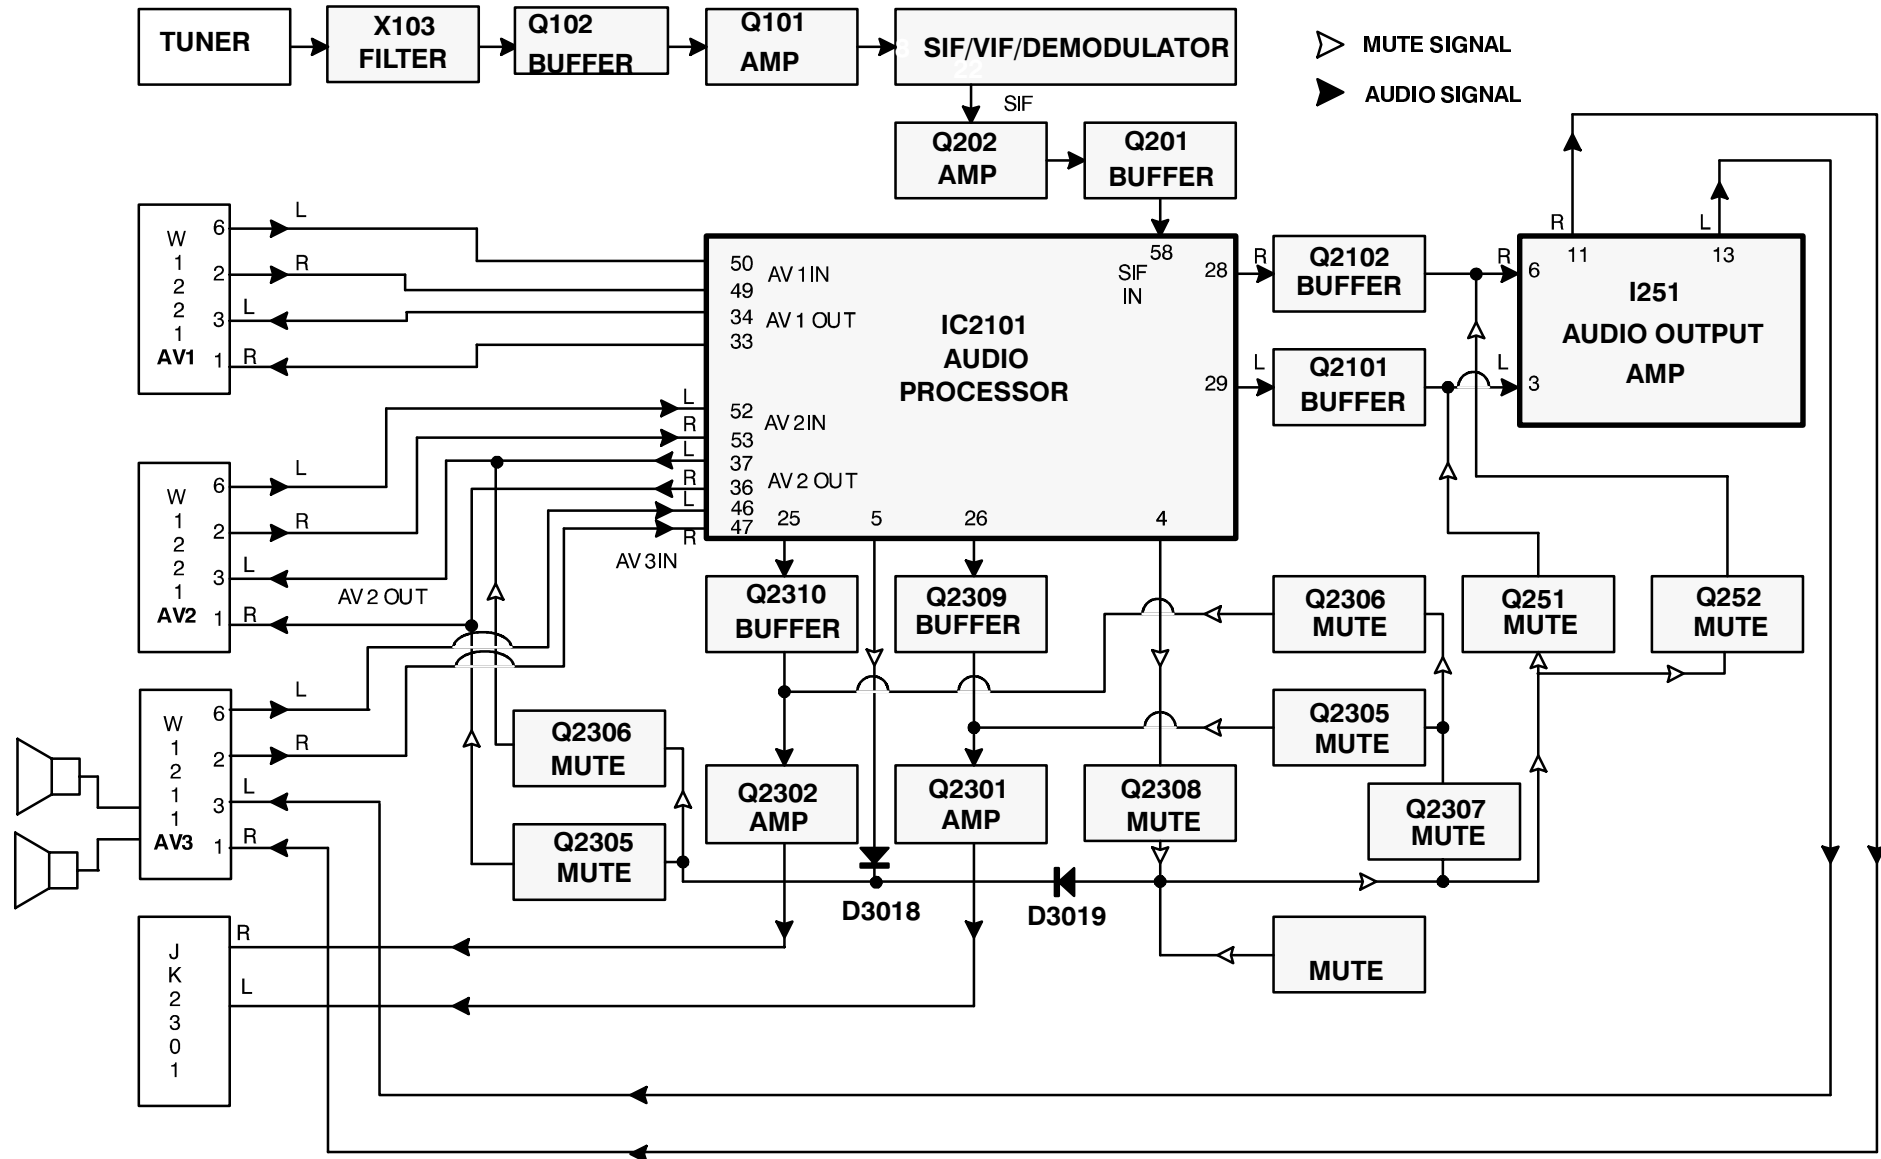 TUNER
X103
FILTER
Q102
BUFFER
Q101
AMP
SIF/VIF/DEMODULATOR
22
MUTE SIGNAL
AUDIO SIGNAL
SIF
Q202
AMP
Q201
BUFFER
W
1
2
2
1
AV1
6
2
3
1
L
R
L
R
50
49
34
33
AV 1 IN
AV 1 OUT
58
SIF
IN
28
29
IC2101
AUDIO
PROCESSOR
R
Q2102
BUFFER
R
L
Q2101
BUFFER
L
R
L
11
13
6
3
I251
AUDIO OUTPUT
AMP
L
R
L
R
L
R
52
53
37
36
46
47
AV 2 IN
AV 2 OUT
25
5
26
4
AV 3 IN
W
1
2
2
1
AV2
6
2
3
1
L
R
L
R
AV 2 OUT
Q2310
BUFFER
Q2309
BUFFER
Q2306
MUTE
Q251
MUTE
Q252
MUTE
W
1
2
1
1
AV3
6
2
3
1
L
R
L
R
Q2306
MUTE
Q2305
MUTE
Q2305
MUTE
Q2302
AMP
Q2301
AMP
Q2308
MUTE
Q2307
MUTE
D3018
D3019
MUTE
J
K
2
3
0
1
R
L